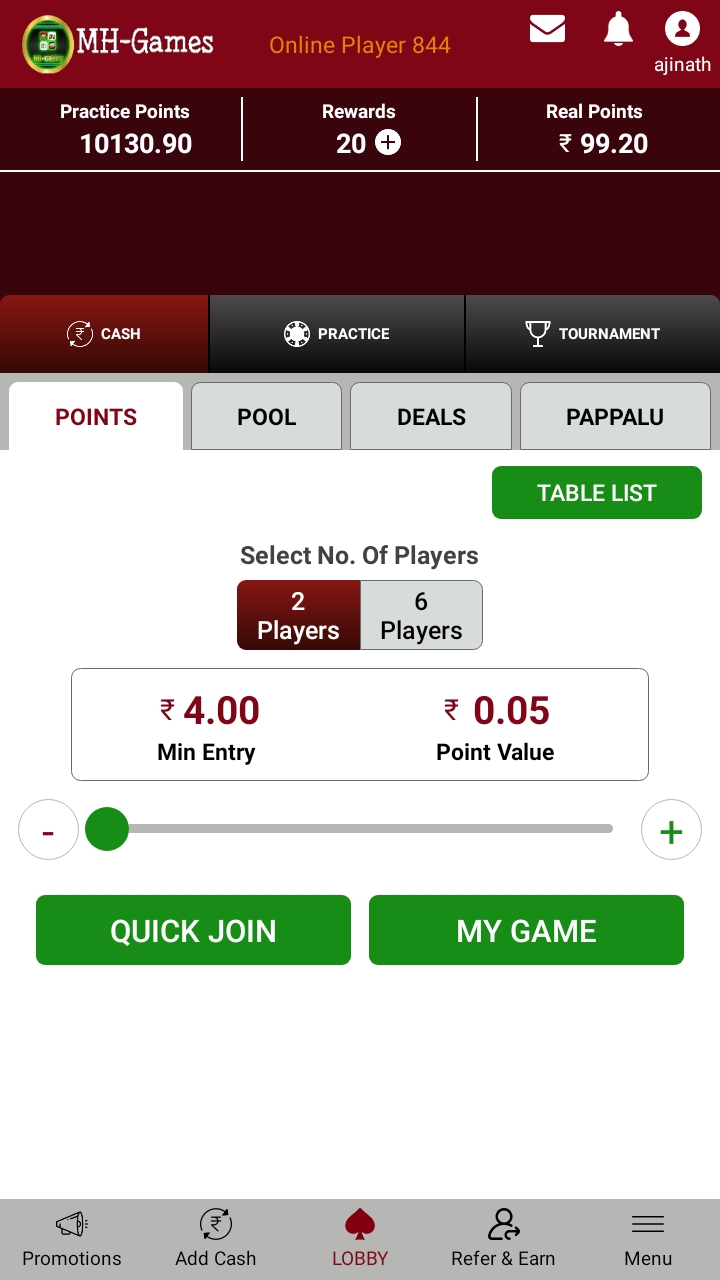 MH-Games
Online Player 844
ajinath
Practice Points
10130.90
Rewards
20
Real Points
₹ 99.20
CASH
PRACTICE
TOURNAMENT
POINTS
POOL
DEALS
PAPPALU
TABLE LIST
Select No. Of Players
2
Players
6
Players
₹ 4.00
Min Entry
₹ 0.05
Point Value
-
+
QUICK JOIN
MY GAME
Promotions
Add Cash
LOBBY
Refer & Earn
Menu